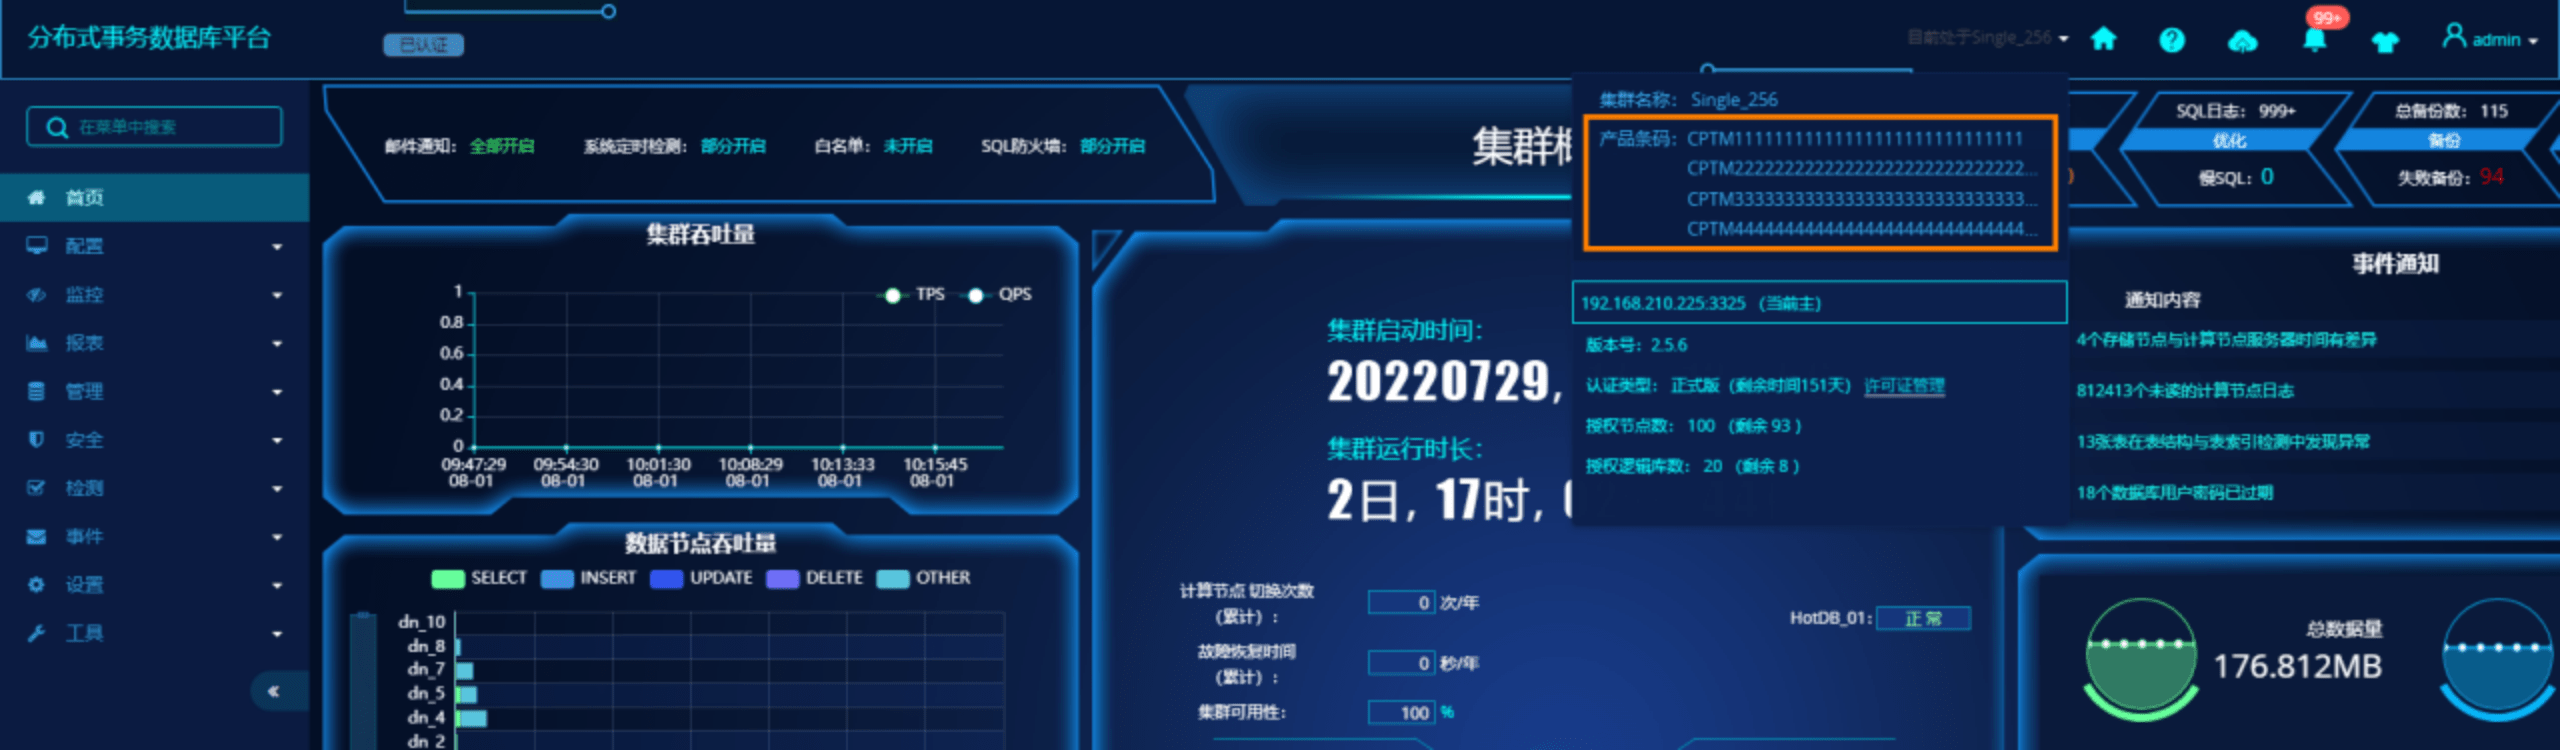 分布式事务数据库平台
已认证
目前处于Single_256
99+
admin
在菜单中搜索
首页
配置
监控
报表
管理
安全
检测
事件
设置
工具
邮件通知： 全部开启
系统定时检测： 部分开启
白名单： 未开启
SQL防火墙： 部分开启
集群
SQL日志： 999+
优化
慢SQL： 0
总备份数： 115
备份
失败备份： 94
集群名称： Single_256
产品条码： CPTM11111111111111111111111111111
CPTM22222222222222222222222222222...
CPTM33333333333333333333333333333...
CPTM44444444444444444444444444444...
192.168.210.225:3325 （当前主）
版本号： 2.5.6
认证类型： 正式版（剩余时间151天） 许可证管理
授权节点数： 100 （剩余 93 ）
授权逻辑库数： 20 （剩余 8 ）
集群吞吐量
TPS
QPS
1
0.8
0.6
0.4
0.2
0
09:47:29 09:54:30 10:01:30 10:08:29 10:13:33 10:15:45
08-01 08-01 08-01 08-01 08-01 08-01
数据节点吞吐量
SELECT INSERT UPDATE DELETE OTHER
dn_10
dn_8
dn_7
dn_5
dn_4
dn_2
集群启动时间：
20220729,
集群运行时长：
2日, 17时,
计算节点 切换次数
（累计）：
0 次/年
故障恢复时间
（累计）：
0 秒/年
集群可用性：
100 %
HotDB_01: 正常
事件通知
通知内容
4个存储节点与计算节点服务器时间有差异
812413个未读的计算节点日志
13张表在表结构与表索引检测中发现异常
18个数据库用户密码已过期
总数据量
176.812MB